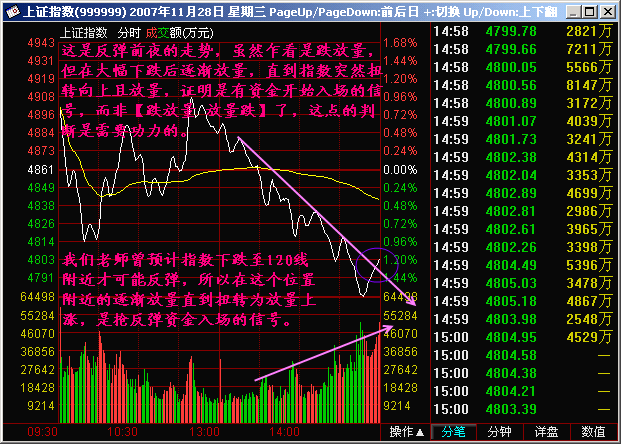 上证指数(999999) 2007年11月28日 星期三 PageUp/PageDown:前后日 +:切换 Up/Down:上下翻
上证指数 分时 成交额(万元)
这是反弹前夜的走势，虽然乍看是跌放量，
但在大幅下跌后逐渐放量，直到指数突然扭
转向上且放量，证明是有资金开始入场的信
号，而非【跌放量，放量跌】了，这点的判
断是需要功力的。
我们老师曾预计指数下跌至120线
附近才可能反弹，所以在这个位置
附近的逐渐放量直到扭转为放量上
涨，是抢反弹资金入场的信号。
4943
4931
4919
4908
4896
4884
4873
4861
4849
4838
4826
4814
4803
4791
64498
55284
46070
36856
27642
18428
9214
1.68%
1.44%
1.20%
0.96%
0.72%
0.48%
0.24%
0.00%
0.24%
0.48%
0.72%
0.96%
1.20%
1.44%
64498
55284
46070
36856
27642
18428
9214
09:30 10:30 13:00 14:00 操作▲
14:58 4799.78 2821万
14:58 4799.66 7211万
14:58 4800.05 5566万
14:58 4800.56 8147万
14:58 4800.89 3172万
14:59 4801.07 4039万
14:59 4801.73 3241万
14:59 4802.38 4314万
14:59 4802.04 3353万
14:59 4802.89 4699万
14:59 4802.81 2986万
14:59 4802.61 3965万
14:59 4802.26 3398万
14:59 4804.49 5396万
14:59 4805.03 3478万
14:59 4805.18 4867万
14:59 4803.98 2548万
15:00 4804.95 4529万
15:00 4804.58 —
15:00 4804.38 —
15:00 4804.21 —
15:00 4803.39 —
分笔 分钟 详盘 数值